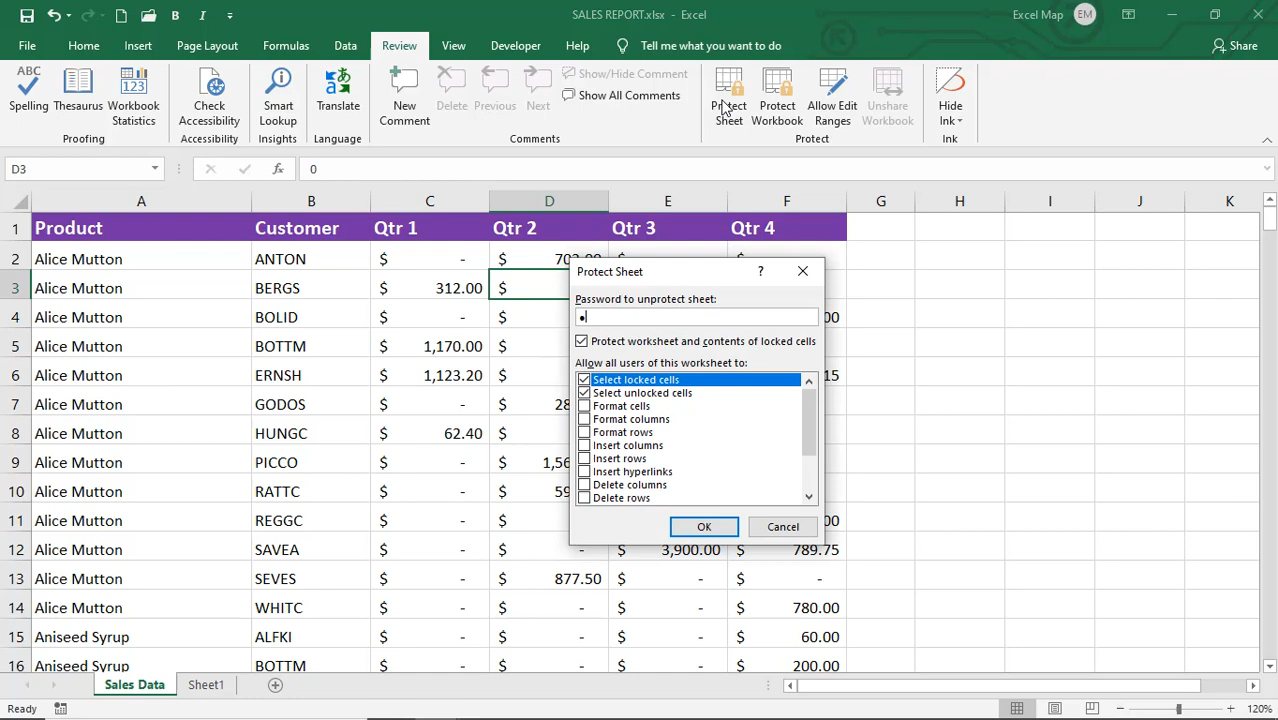 SALES REPORT.xlsx - Excel
Excel Map EM
File Home Insert Page Layout Formulas Data Review View Developer Help Tell me what you want to do Share
B I
ABC
Spelling
Thesaurus
Workbook Statistics
Proofing
Check Accessibility
Accessibility
Smart Lookup
Insights
Translate
Language
New Comment
Delete
Previous
Next
Show/Hide Comment
Show All Comments
Comments
Protect Sheet
Protect Workbook
Allow Edit Ranges
Unshare Workbook
Protect
Hide Ink
Ink
D3 fx 0
A B C D E F G H I J K
1 Product Customer Qtr 1 Qtr 2 Qtr 3 Qtr 4
2 Alice Mutton ANTON $ -
3 Alice Mutton BERGS $ 312.00 $
4 Alice Mutton BOLID $ - $
5 Alice Mutton BOTTM $ 1,170.00 $
6 Alice Mutton ERNSH $ 1,123.20 $
7 Alice Mutton GODOS $ - $
8 Alice Mutton HUNGC $ 62.40 $
9 Alice Mutton PICCO $ - $
10 Alice Mutton RATTC $ - $
11 Alice Mutton REGGC $ - $
12 Alice Mutton SAVEA $ - $ - $ 3,900.00 $ 789.75
13 Alice Mutton SEVES $ - $ 877.50 $ - $ -
14 Alice Mutton WHITC $ - $ - $ - $ 780.00
15 Aniseed Syrup ALFKI $ - $ - $ - $ 60.00
16 Aniseed Syrup BOTTM $ - $ - $ - $ 200.00
Protect Sheet ?
Password to unprotect sheet:
Protect worksheet and contents of locked cells
Allow all users of this worksheet to:
Select locked cells
Select unlocked cells
Format cells
Format columns
Format rows
Insert columns
Insert rows
Insert hyperlinks
Delete columns
Delete rows
OK Cancel
Sales Data Sheet1
Ready 120%